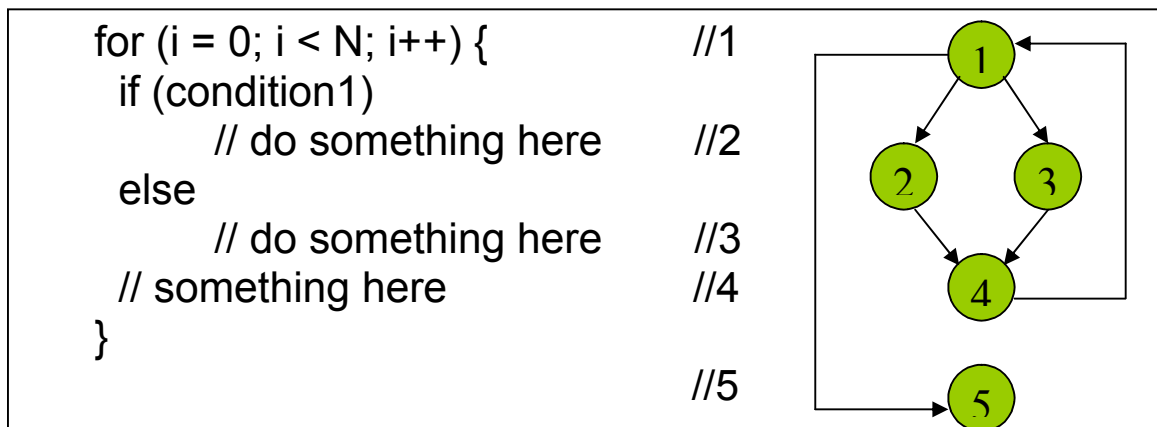 for (i = 0; i < N; i++) { //1
if (condition1)
// do something here //2
else
// do something here //3
// something here //4
}
//5
1
2 3
4
5